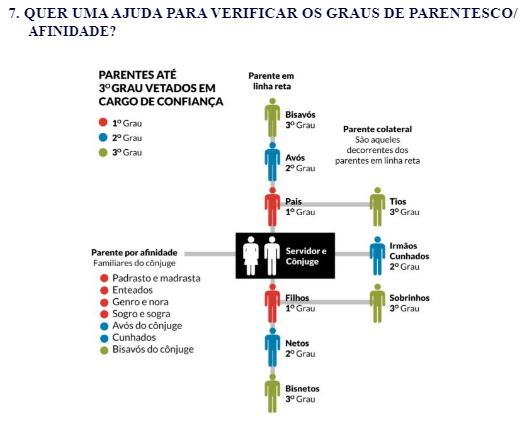 7. QUER UMA AJUDA PARA VERIFICAR OS GRAUS DE PARENTESCO/
AFINIDADE?
PARENTES ATÉ
3º GRAU VETADOS EM
CARGO DE CONFIANÇA
1º Grau
2º Grau
3º Grau
Parente em
linha reta
Bisavós
3º Grau
Avós
2º Grau
Pais
1º Grau
Parente colateral
São aqueles
decorrentes dos
parentes em linha reta
Tios
3º Grau
Servidor e
Cônjuge
Irmãos
Cunhados
2º Grau
Parente por afinidade
Familiares do cônjuge
Padrasto e madrasta
Enteados
Genro e nora
Sogro e sogra
Avós do cônjuge
Cunhados
Bisavós do cônjuge
Filhos
1º Grau
Sobrinhos
3º Grau
Netos
2º Grau
Bisnetos
3º Grau